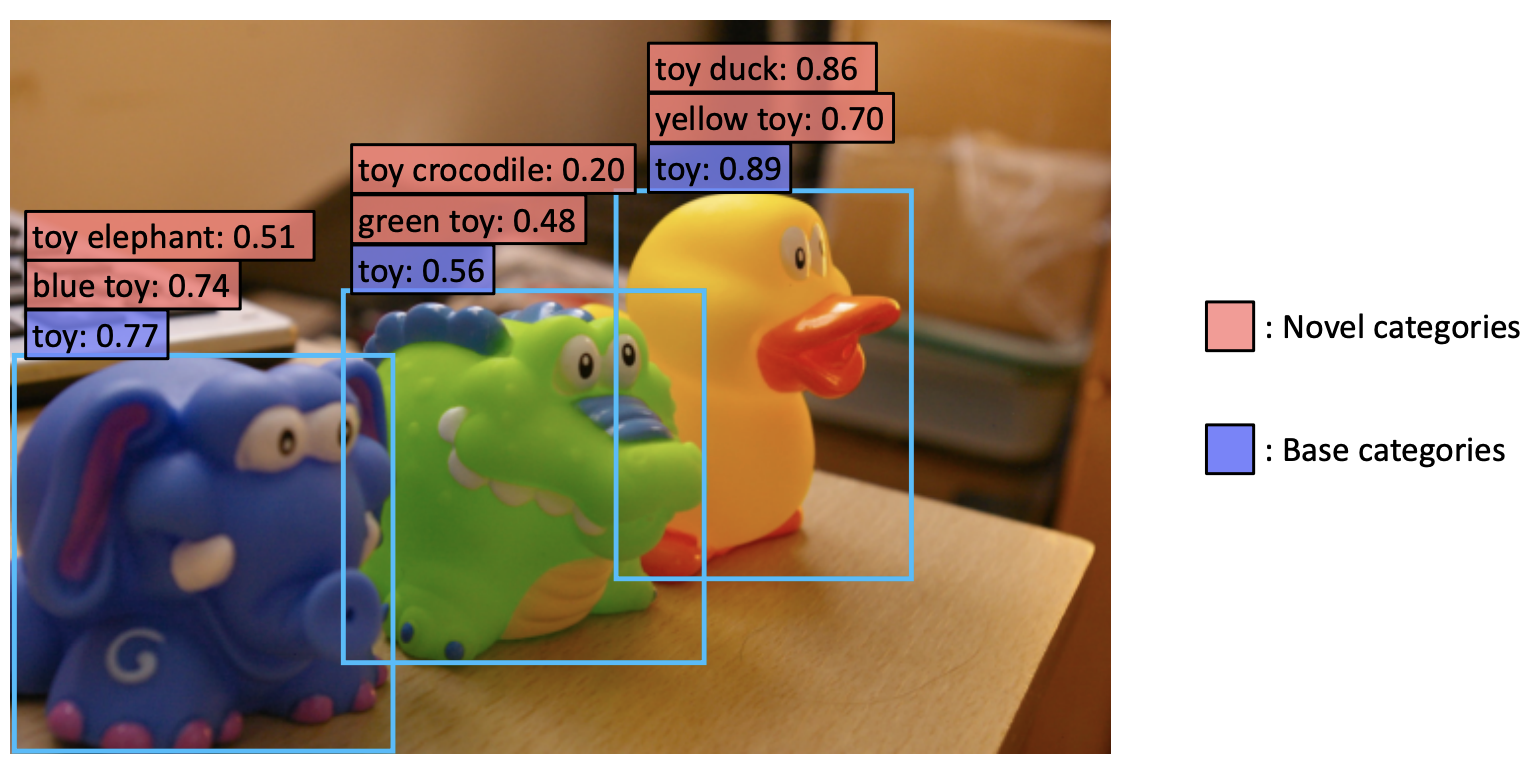 toy duck: 0.86
yellow toy: 0.70
toy: 0.89
toy crocodile: 0.20
green toy: 0.48
toy: 0.56
toy elephant: 0.51
blue toy: 0.74
toy: 0.77
: Novel categories
: Base categories